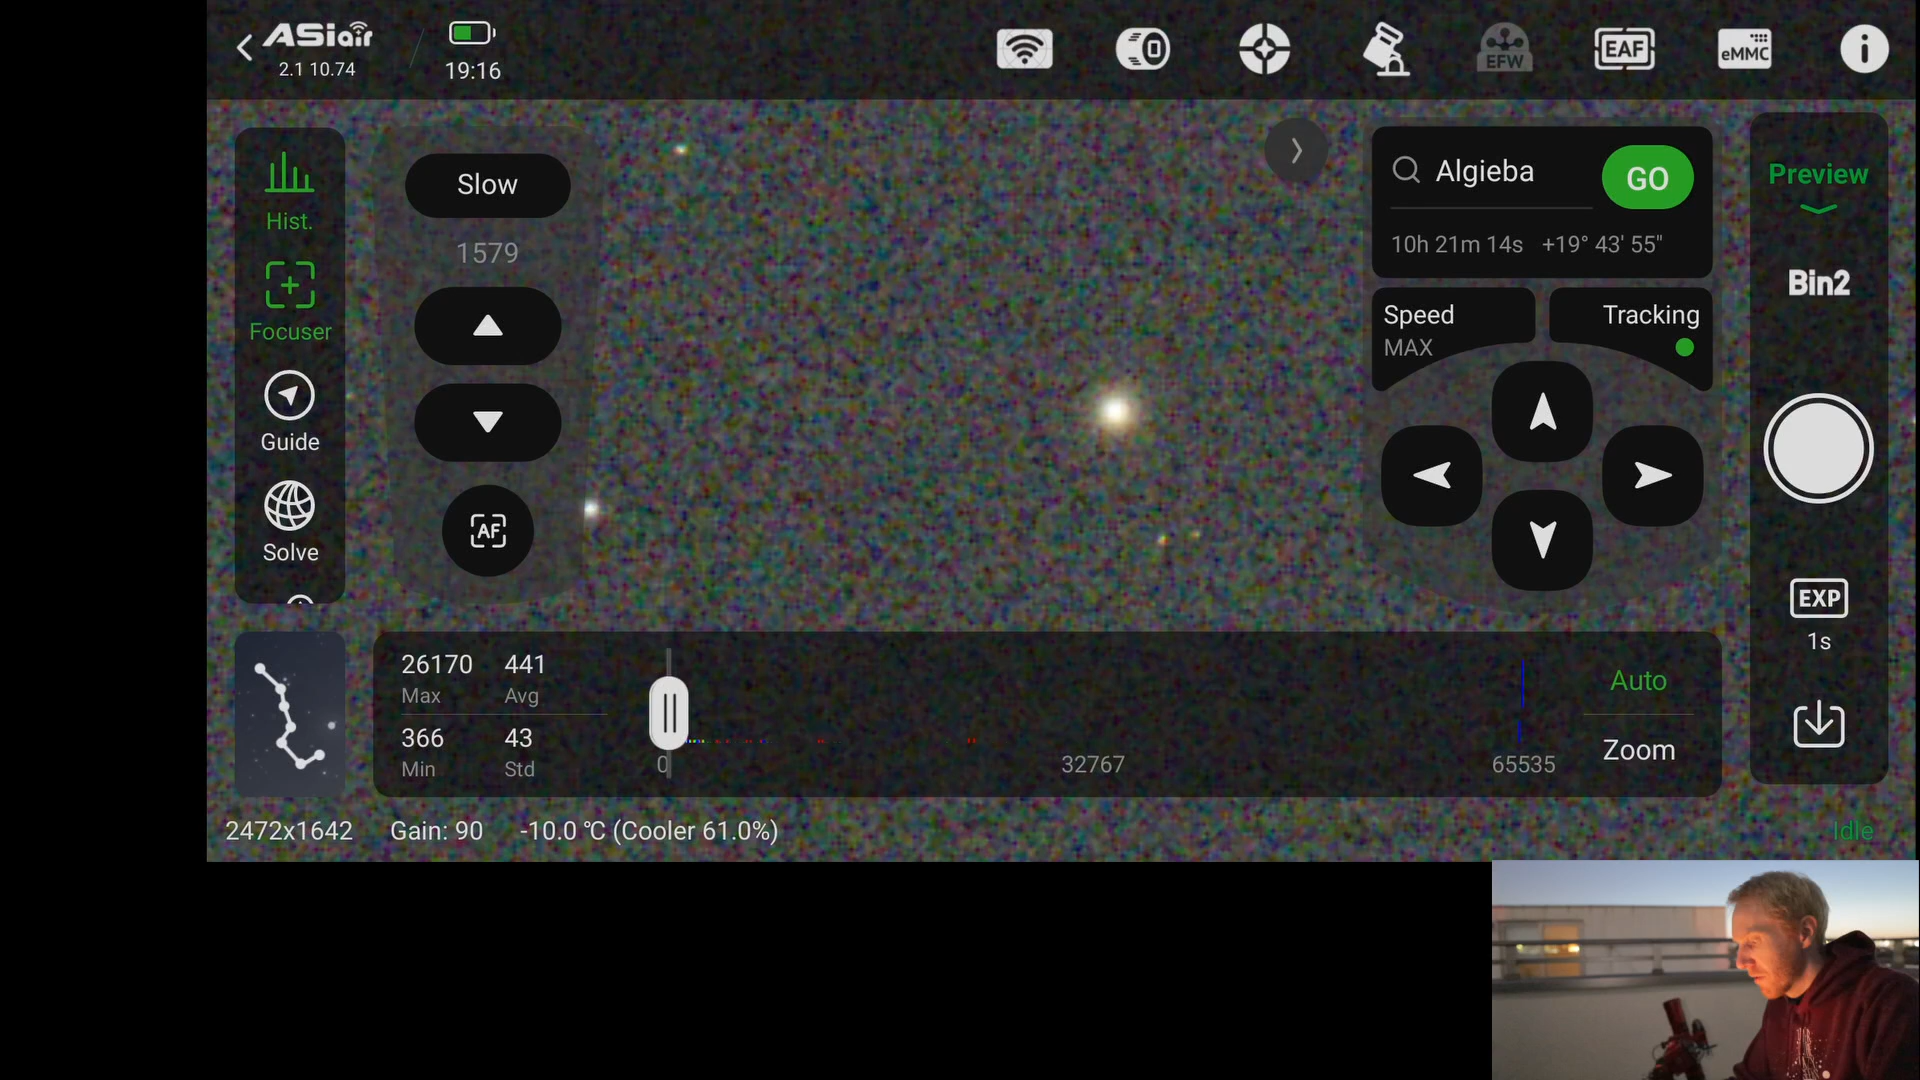 ASiair
2.1 10.74
19:16
EFW
EAF
eMMC
Hist.
Focuser
Guide
Solve
Slow
1579
AF
Algieba
GO
10h 21m 14s +19° 43' 55"
Speed
MAX
Tracking
Preview
Bin2
EXP
1s
26170
Max
441
Avg
366
Min
43
Std
0
32767
65535
Auto
Zoom
2472x1642
Gain: 90
-10.0 ℃ (Cooler 61.0%)
Idle